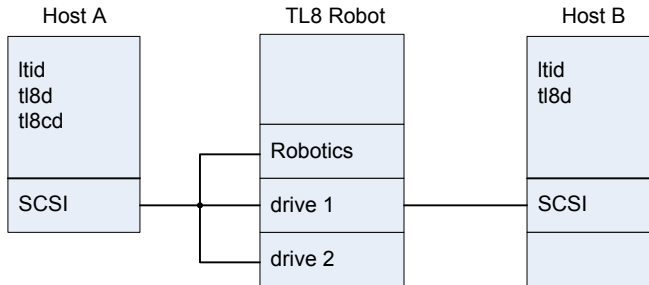 Host A
TL8 Robot
Host B
ltid
tl8d
tl8cd
ltid
tl8d
Robotics
SCSI
drive 1
SCSI
drive 2